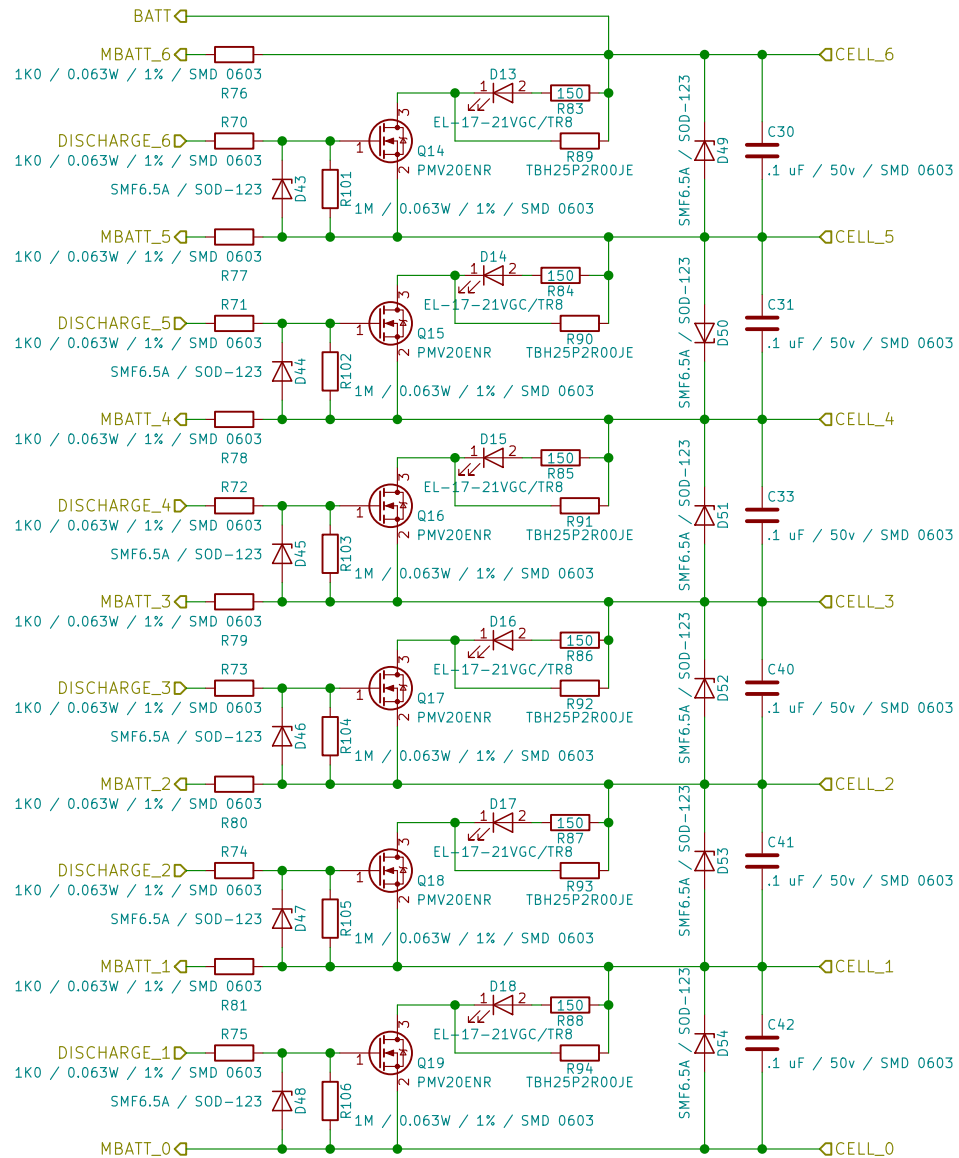 BATT
MBATT_6
CELL_6
1K0 / 0.063W / 1% / SMD 0603
R76
D13
1 2
150
R83
EL-17-21VGC/TR8
R70
3
DISCHARGE_6
1
Q14
R89
1K0 / 0.063W / 1% / SMD 0603
2
PMV20ENR
TBH25P2R00JE
SMF6.5A / SOD-123
D43
R101
1M / 0.063W / 1% / SMD 0603
SMF6.5A / SOD-123
D49
C30
.1 uF / 50v / SMD 0603
MBATT_5
CELL_5
1K0 / 0.063W / 1% / SMD 0603
R77
D14
1 2
150
R84
EL-17-21VGC/TR8
R71
3
DISCHARGE_5
1
Q15
R90
1K0 / 0.063W / 1% / SMD 0603
2
PMV20ENR
TBH25P2R00JE
SMF6.5A / SOD-123
D44
R102
1M / 0.063W / 1% / SMD 0603
SMF6.5A / SOD-123
D50
C31
.1 uF / 50v / SMD 0603
MBATT_4
CELL_4
1K0 / 0.063W / 1% / SMD 0603
R78
D15
1 2
150
R85
EL-17-21VGC/TR8
R72
3
DISCHARGE_4
1
Q16
R91
1K0 / 0.063W / 1% / SMD 0603
2
PMV20ENR
TBH25P2R00JE
SMF6.5A / SOD-123
D45
R103
1M / 0.063W / 1% / SMD 0603
SMF6.5A / SOD-123
D51
C33
.1 uF / 50v / SMD 0603
MBATT_3
CELL_3
1K0 / 0.063W / 1% / SMD 0603
R79
D16
1 2
150
R86
EL-17-21VGC/TR8
R73
3
DISCHARGE_3
1
Q17
R92
1K0 / 0.063W / 1% / SMD 0603
2
PMV20ENR
TBH25P2R00JE
SMF6.5A / SOD-123
D46
R104
1M / 0.063W / 1% / SMD 0603
SMF6.5A / SOD-123
D52
C40
.1 uF / 50v / SMD 0603
MBATT_2
CELL_2
1K0 / 0.063W / 1% / SMD 0603
R80
D17
1 2
150
R87
EL-17-21VGC/TR8
R74
3
DISCHARGE_2
1
Q18
R93
1K0 / 0.063W / 1% / SMD 0603
2
PMV20ENR
TBH25P2R00JE
SMF6.5A / SOD-123
D47
R105
1M / 0.063W / 1% / SMD 0603
SMF6.5A / SOD-123
D53
C41
.1 uF / 50v / SMD 0603
MBATT_1
CELL_1
1K0 / 0.063W / 1% / SMD 0603
R81
D18
1 2
150
R88
EL-17-21VGC/TR8
R75
3
DISCHARGE_1
1
Q19
R94
1K0 / 0.063W / 1% / SMD 0603
2
PMV20ENR
TBH25P2R00JE
SMF6.5A / SOD-123
D48
R106
1M / 0.063W / 1% / SMD 0603
SMF6.5A / SOD-123
D54
C42
.1 uF / 50v / SMD 0603
MBATT_0
CELL_0